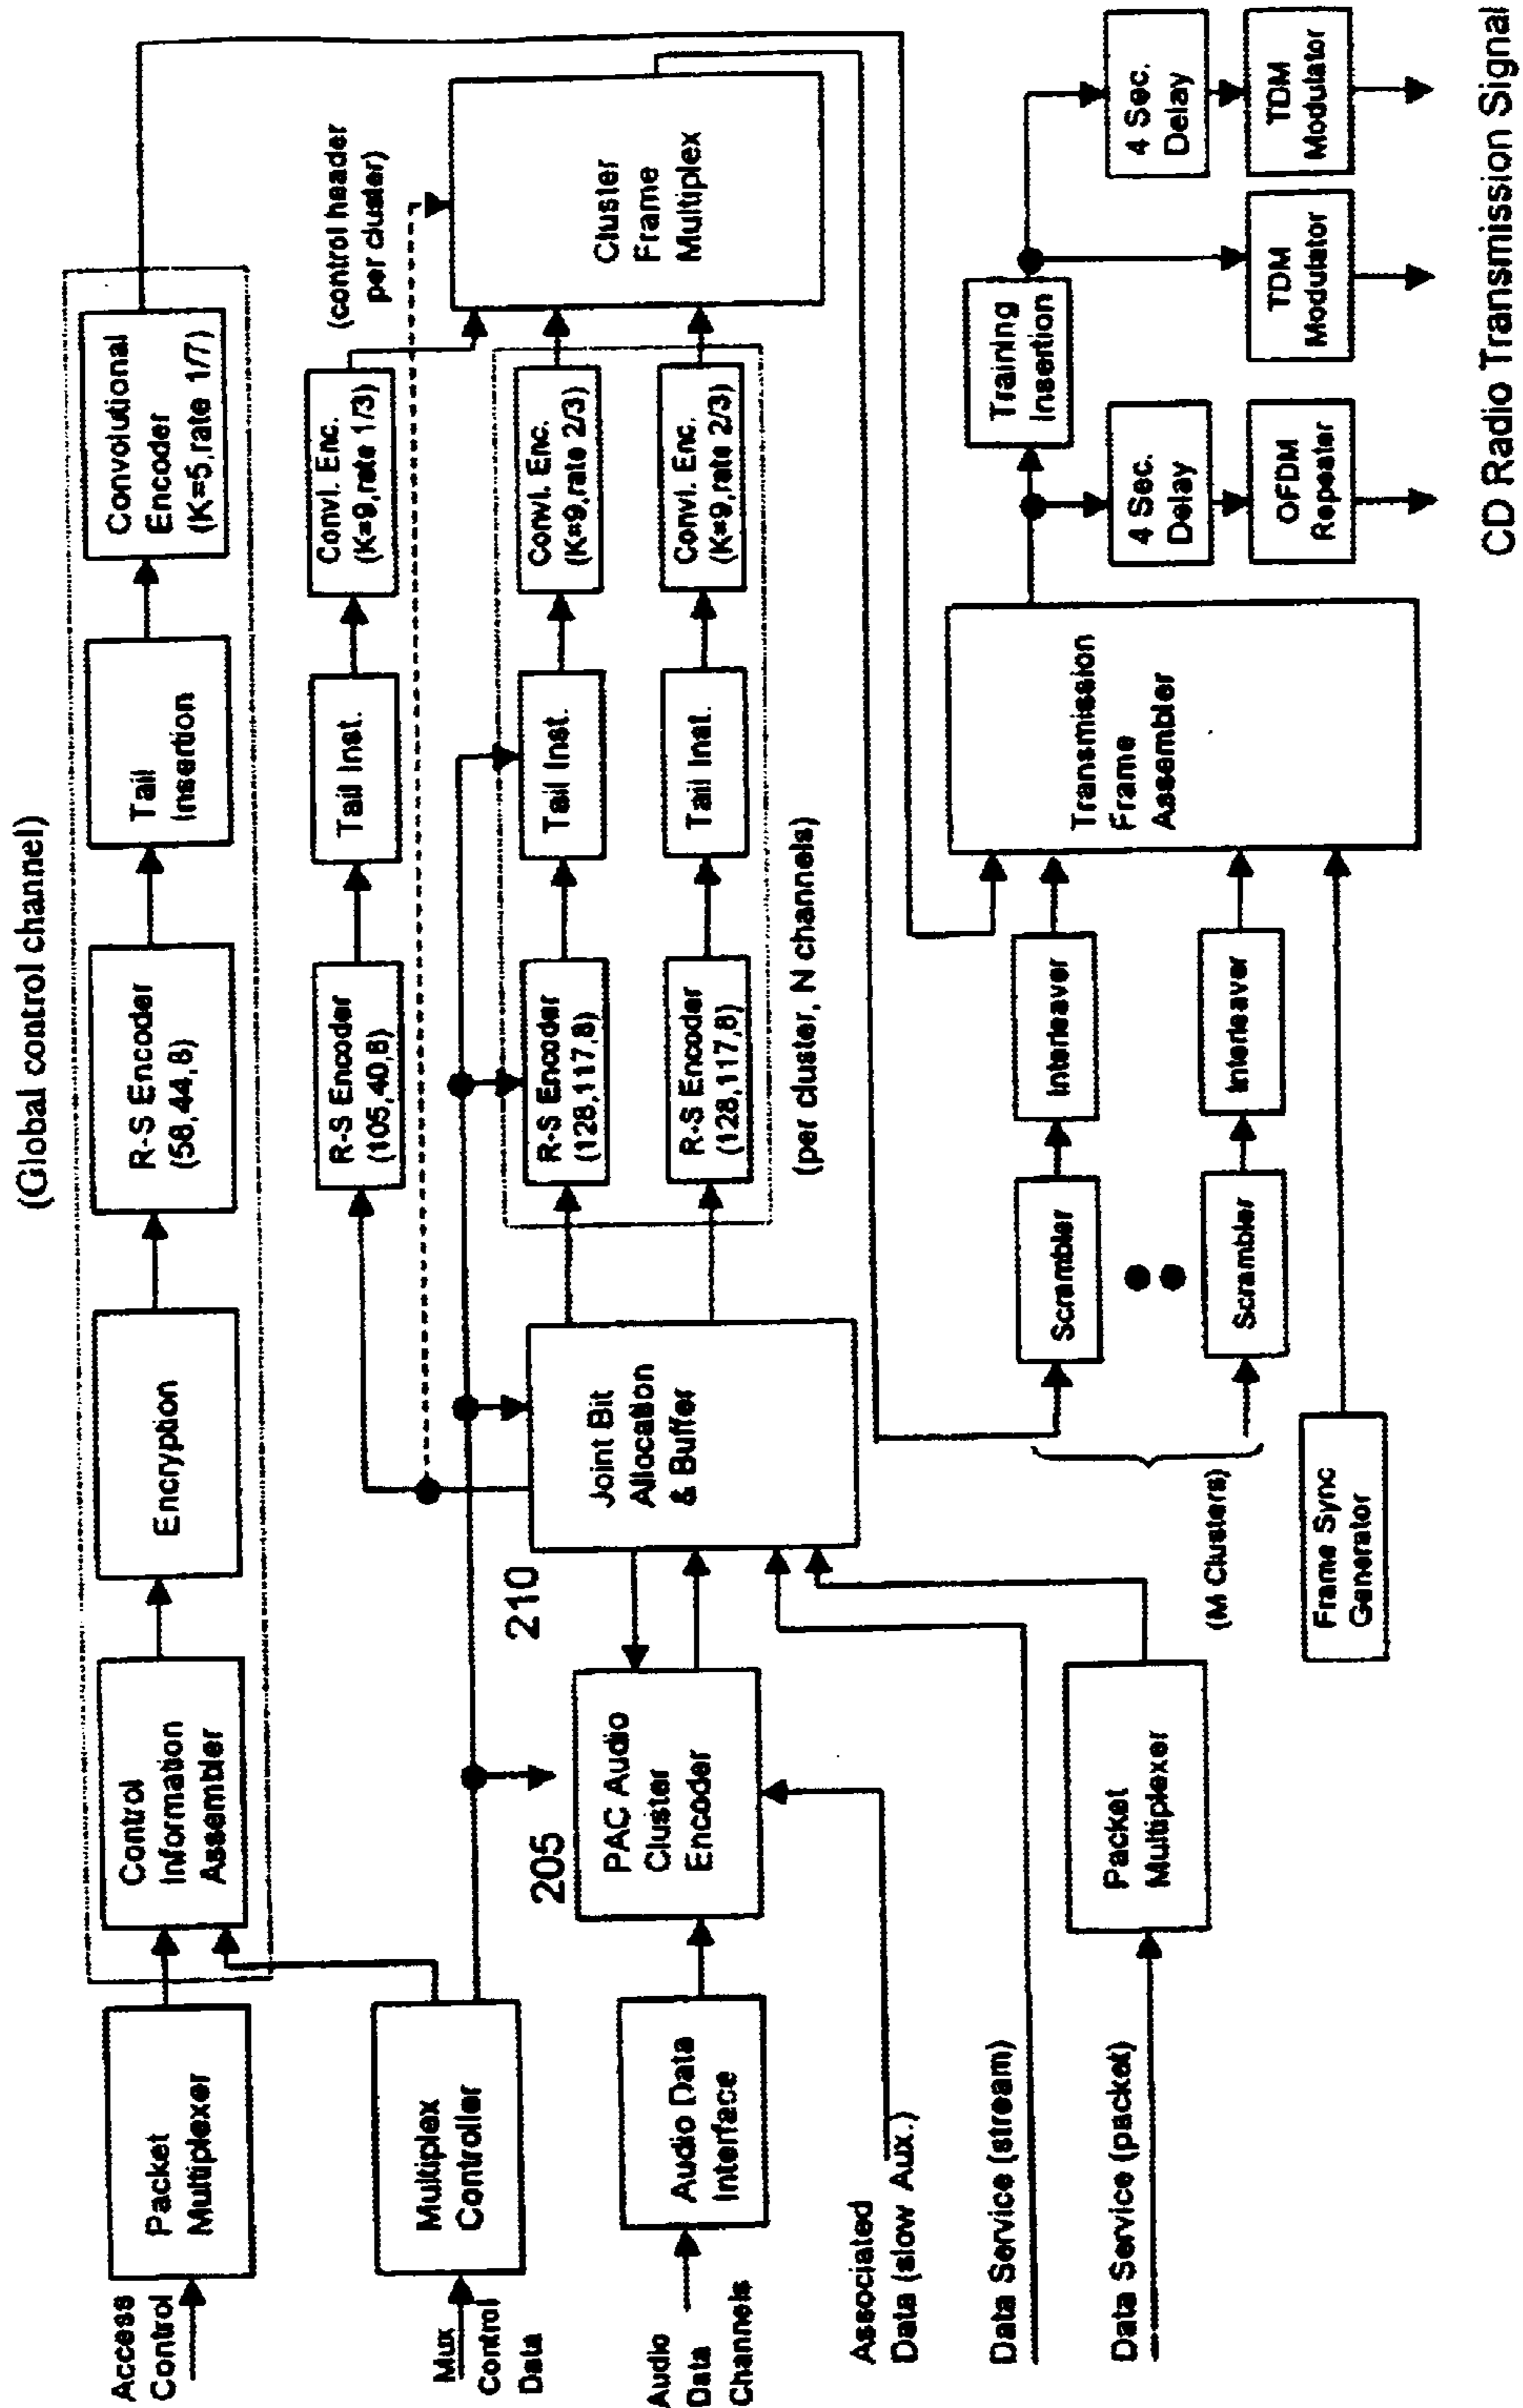 (Global control channel)
Access
Control
Packet
Multiplexer
Control
Information
Assembler
Encryption
R-S Encoder
(56,44,8)
Tail
Insertion
Convolutional
Encoder
(K=5,rate 1/7)
Mux
Control
Data
Multiplex
Controller
R-S Encoder
(105,40,8)
Tail Inst.
Convl. Enc.
(K=9,rate 1/3)
(control header
per cluster)
Audio
Data
Channels
Audio Data
Interface
205
PAC Audio
Cluster
Encoder
210
Joint Bit
Allocation
& Buffer
R-S Encoder
(128,117,8)
Tail Inst.
Convl. Enc.
(K=9,rate 2/3)
R-S Encoder
(128,117,8)
Tail Inst.
Convl. Enc.
(K=9,rate 2/3)
(per cluster, N channels)
Cluster
Frame
Multiplex
Associated
Data (slow Aux.)
Data Service (stream)
Data Service (packet)
Packet
Multiplexer
(M Clusters)
Scrambler
Interleaver
Scrambler
Interleaver
Frame Sync
Generator
Transmission
Frame
Assembler
Training
Insertion
4 Sec.
Delay
OFDM
Repeater
TDM
Modulator
4 Sec.
Delay
TDM
Modulator
CD Radio Transmission Signal